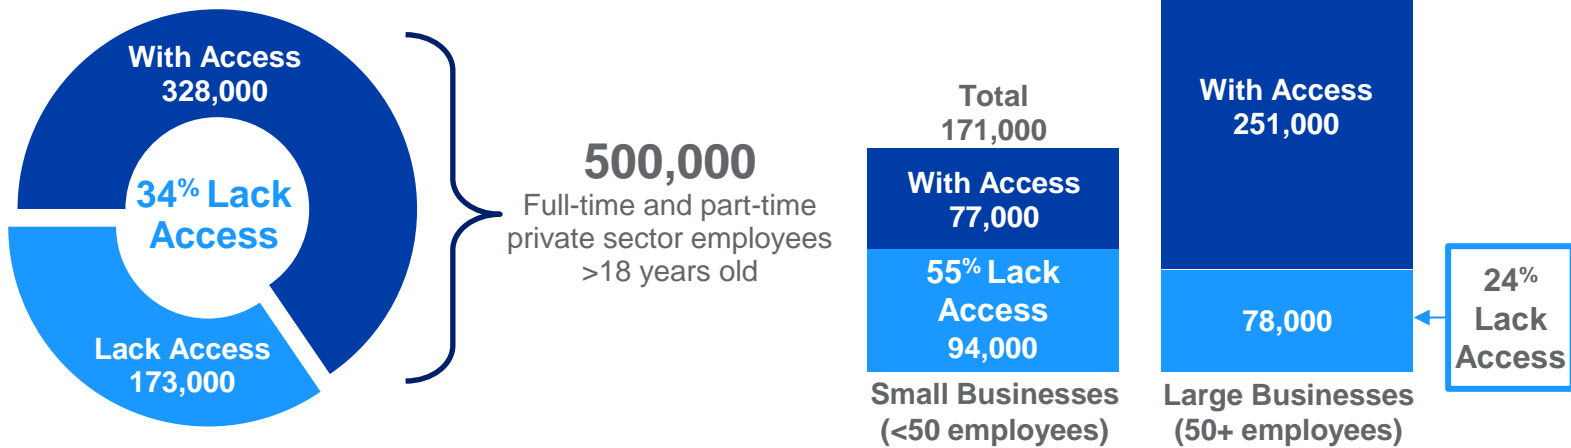 With Access
328,000
34% Lack
Access
Lack Access
173,000
500,000
Full-time and part-time
private sector employees
>18 years old
Total
171,000
With Access
77,000
55% Lack
Access
94,000
Small Businesses
(<50 employees)
With Access
251,000
78,000
Large Businesses
(50+ employees)
24%
Lack
Access